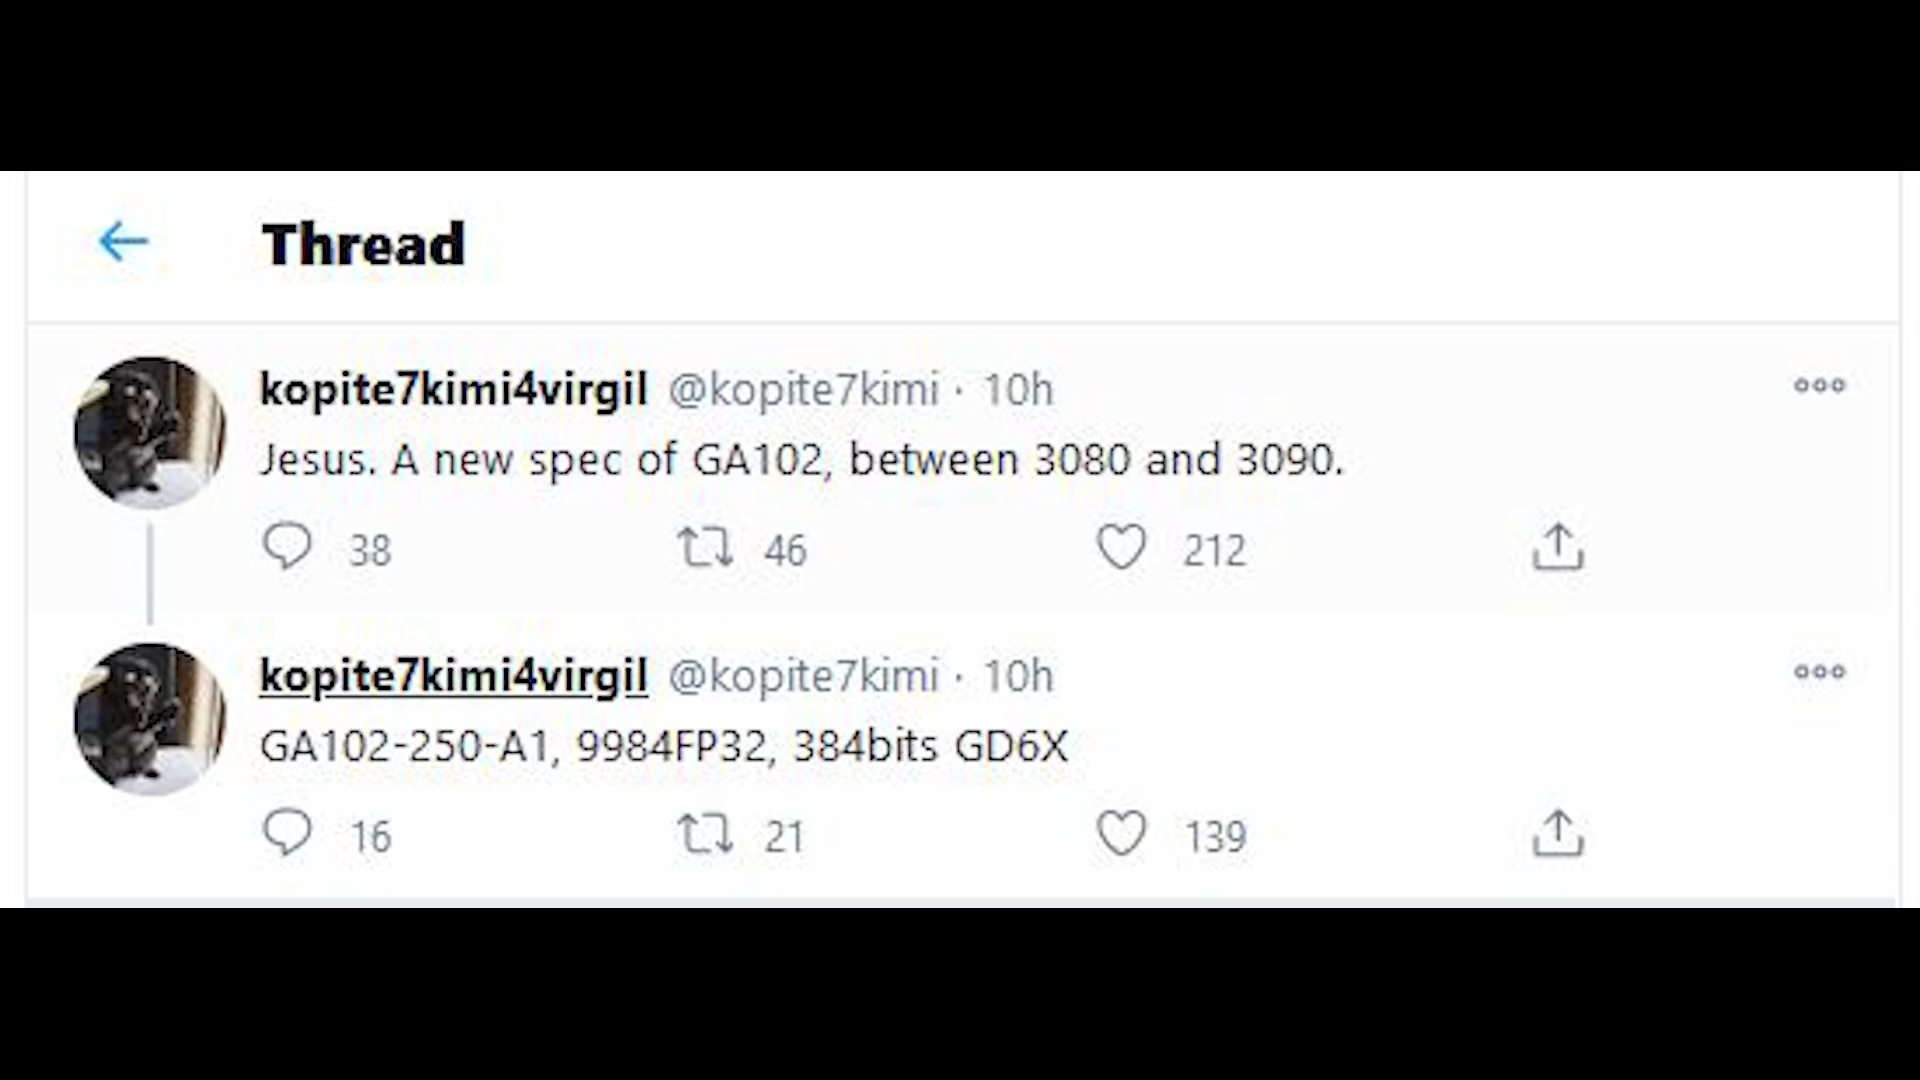 Thread
kopite7kimi4virgil @kopite7kimi · 10h
Jesus. A new spec of GA102, between 3080 and 3090.
38 46 212
kopite7kimi4virgil @kopite7kimi · 10h
GA102-250-A1, 9984FP32, 384bits GD6X
16 21 139